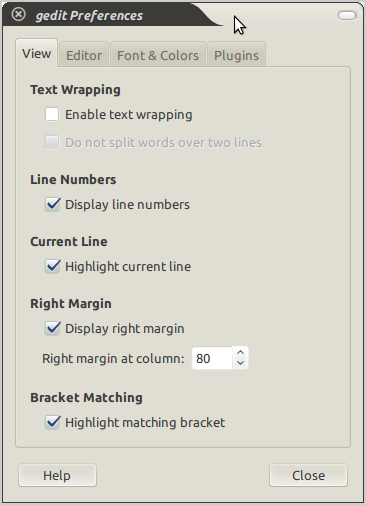 gedit Preferences
View Editor Font & Colors Plugins
Text Wrapping
Enable text wrapping
Do not split words over two lines
Line Numbers
Display line numbers
Current Line
Highlight current line
Right Margin
Display right margin
Right margin at column: 80
Bracket Matching
Highlight matching bracket
Help Close